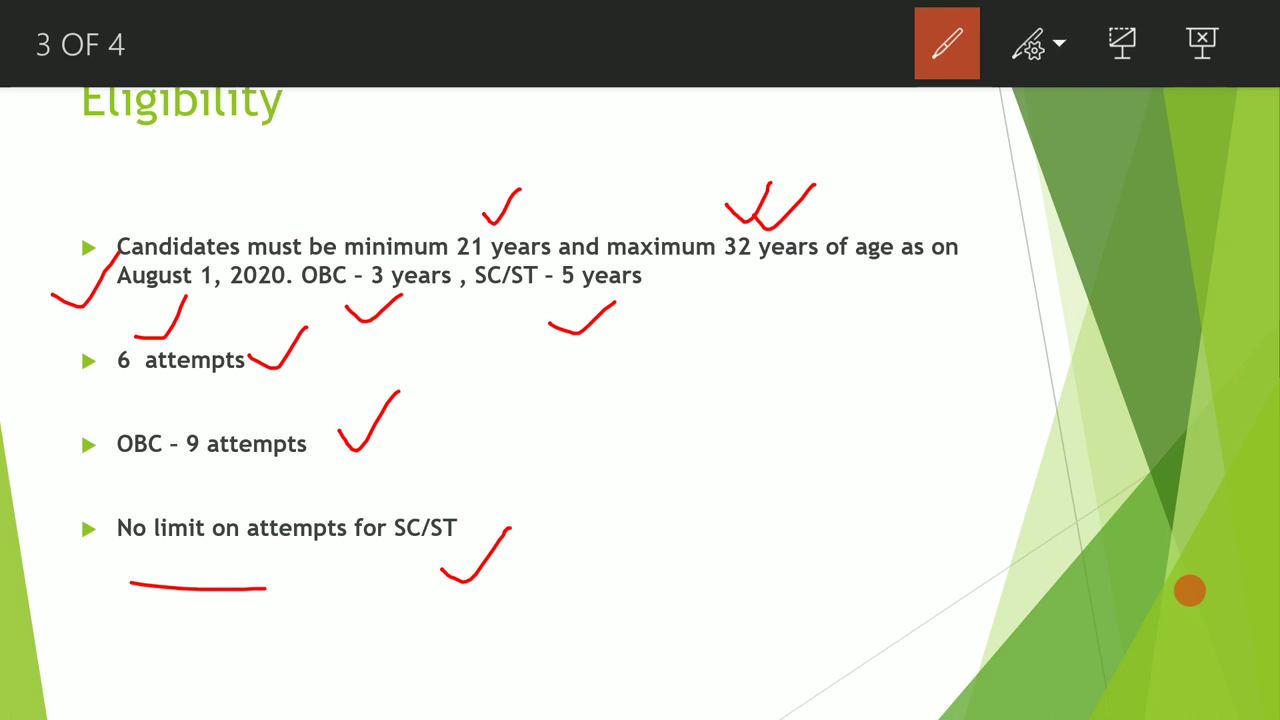 3 OF 4
Eligibility
Candidates must be minimum 21 years and maximum 32 years of age as on
August 1, 2020. OBC – 3 years , SC/ST – 5 years
6 attempts
OBC – 9 attempts
No limit on attempts for SC/ST